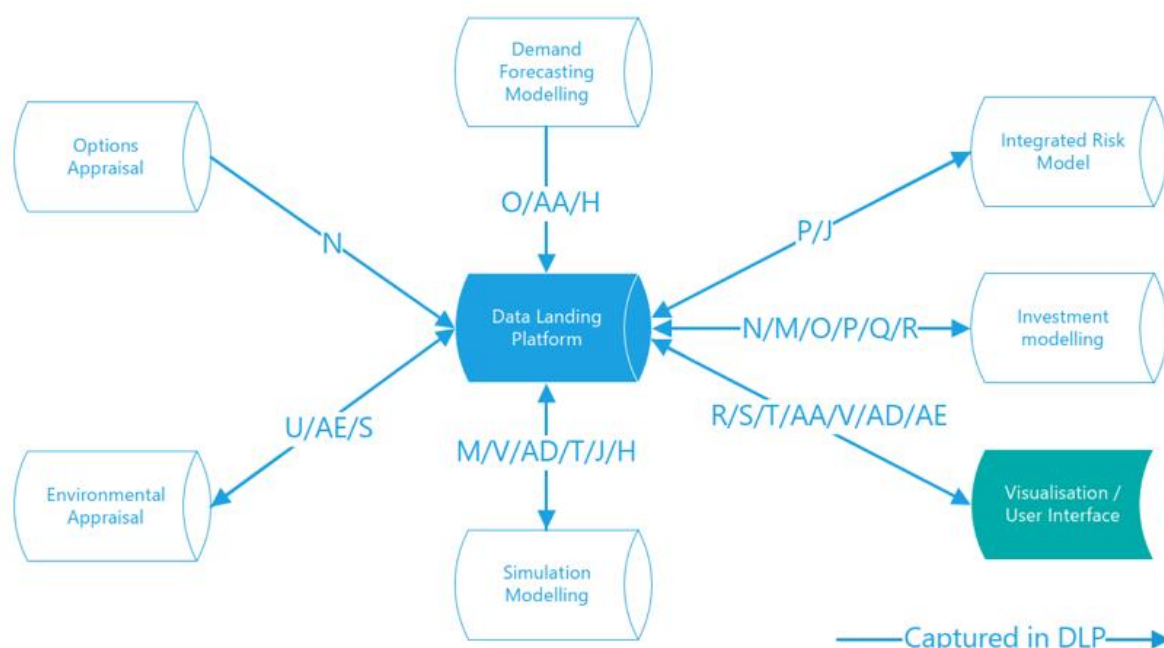 Demand
Forecasting
Modelling
Options
Appraisal
Integrated Risk
Model
O/AA/H
N
P/J
Data Landing
Platform
N/M/O/P/Q/R
Investment
modelling
U/AE/S
M/V/AD/T/J/H
R/S/T/AA/V/AD/AE
Environmental
Appraisal
Visualisation /
User Interface
Simulation
Modelling
Captured in DLP